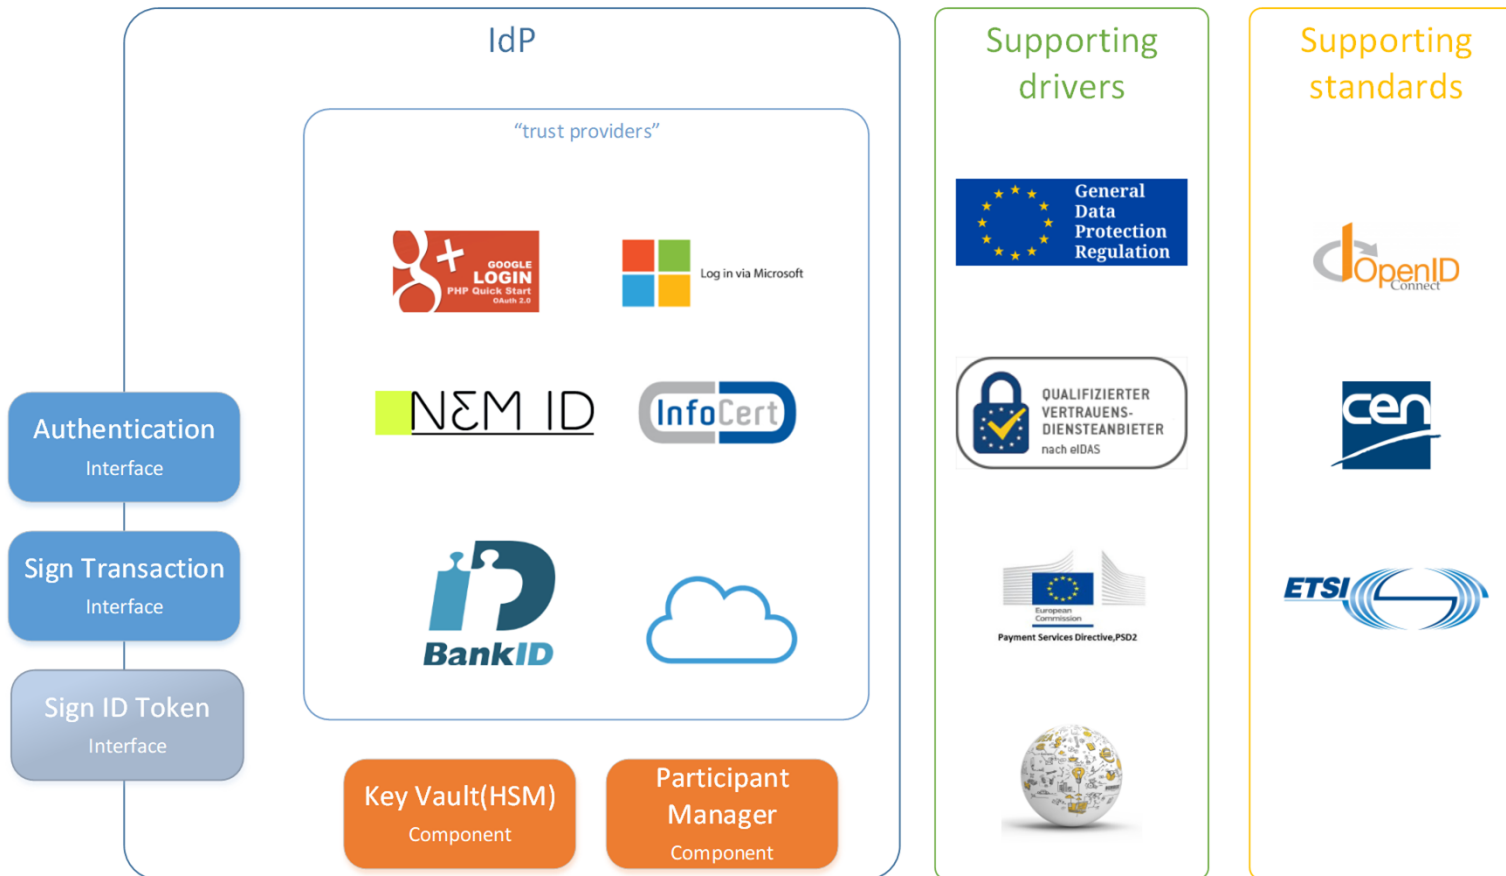 IdP
"trust providers"
g+
GOOGLE
LOGIN
PHP Quick Start
OAuth 2.0
Log in via Microsoft
NΣM ID
InfoCert
iD
BankID
Authentication
Interface
Sign Transaction
Interface
Sign ID Token
Interface
Key Vault(HSM)
Component
Participant
Manager
Component
Supporting
drivers
General
Data
Protection
Regulation
QUALIFIZIERTER
VERTRAUENS-
DIENSTEANBIETER
nach eIDAS
European
Commission
Payment Services Directive,PSD2
Supporting
standards
OpenID
Connect
cen
ETSI